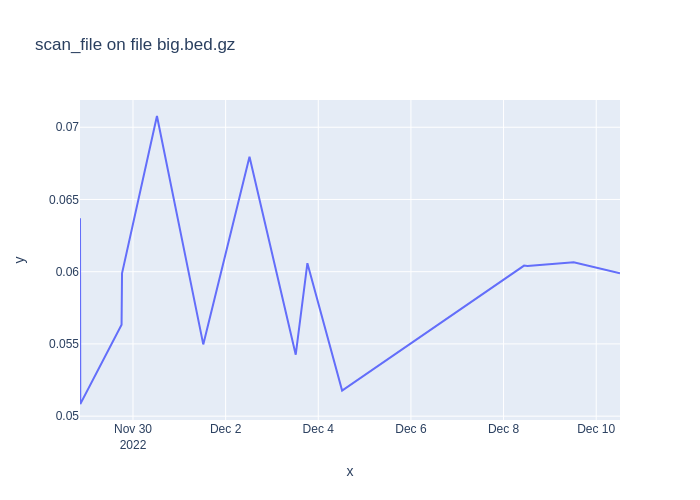 scan_file on file big.bed.gz
0.07
0.065
0.06
0.055
0.05
y
Nov 30
2022
Dec 2
Dec 4
Dec 6
Dec 8
Dec 10
x